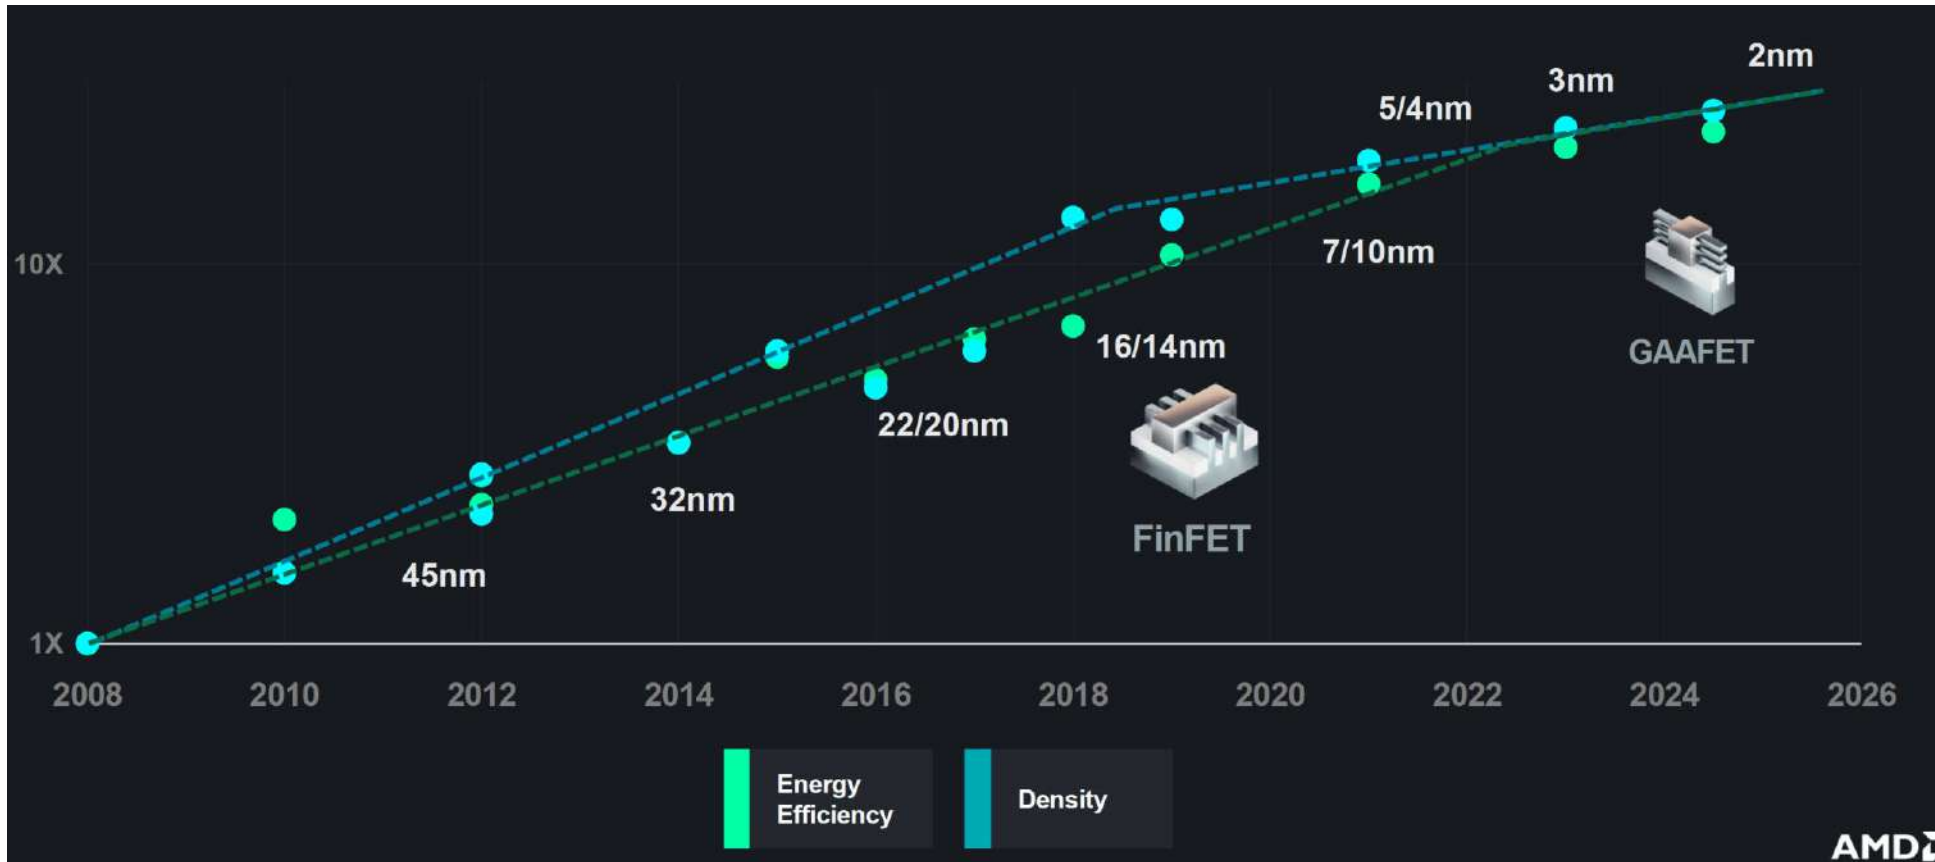 2nm
3nm
5/4nm
10X
7/10nm
16/14nm
GAAFET
22/20nm
32nm
FinFET
45nm
1X
2008 2010 2012 2014 2016 2018 2020 2022 2024 2026
Energy
Efficiency
Density
AMD